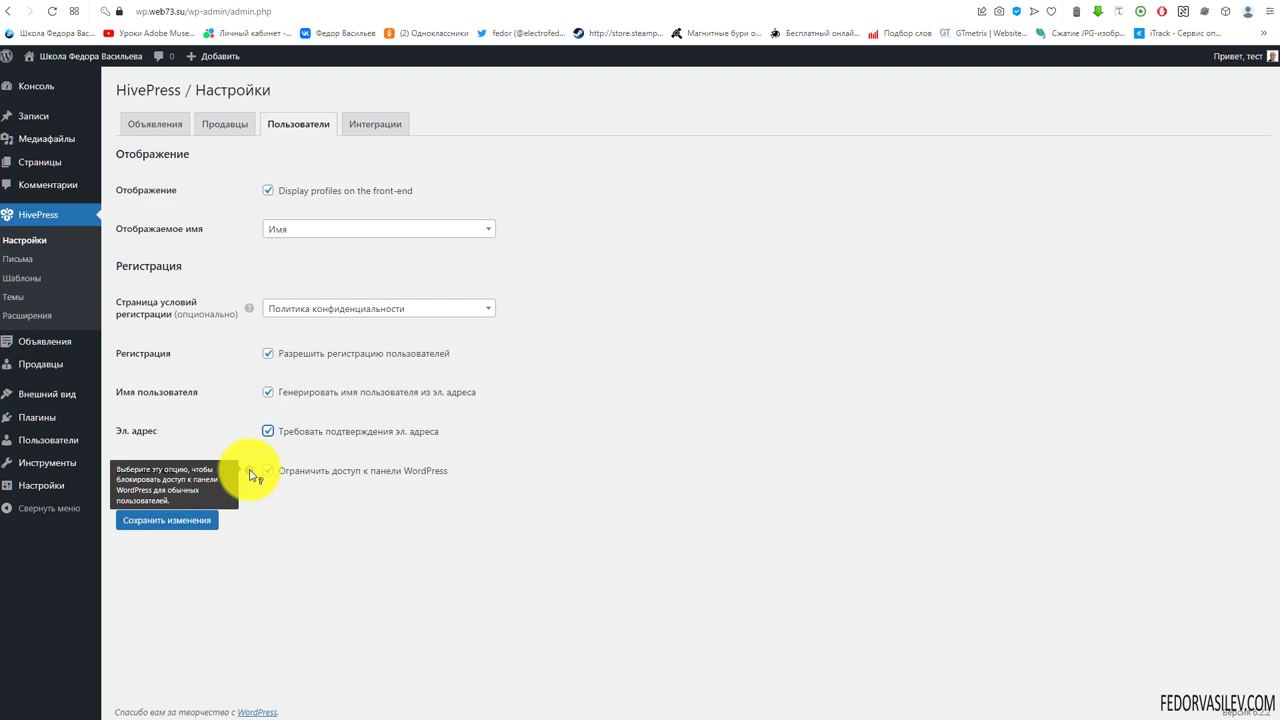 wp.web73.su/wp-admin/admin.php
Школа Федора Вас...
Уроки Adobe Muse...
Личный кабинет -...
Федор Васильев
(2) Одноклассники
fedor (@electrofed...
http://store.steamp...
Магнитные бури о...
Бесплатный онлай...
Подбор слов
GTmetrix | Website...
Сжатие JPG-изобр...
iTrack - Сервис оп...
Школа Федора Васильева
0
Добавить
Привет, тест
Консоль
Записи
Медиафайлы
Страницы
Комментарии
HivePress
Настройки
Письма
Шаблоны
Темы
Расширения
Объявления
Продавцы
Внешний вид
Плагины
Пользователи
Инструменты
Настройки
Свернуть меню
HivePress / Настройки
Объявления
Продавцы
Пользователи
Интеграции
Отображение
Отображение
Display profiles on the front-end
Отображаемое имя
Имя
Регистрация
Страница условий
регистрации (опционально)
Политика конфиденциальности
Регистрация
Разрешить регистрацию пользователей
Имя пользователя
Генерировать имя пользователя из эл. адреса
Эл. адрес
Требовать подтверждения эл. адреса
Выберите эту опцию, чтобы
блокировать доступ к панели
WordPress для обычных
пользователей.
Ограничить доступ к панели WordPress
Сохранить изменения
Спасибо вам за творчество с WordPress.
FEDORVASILEV.COM
Версия 6.2.2